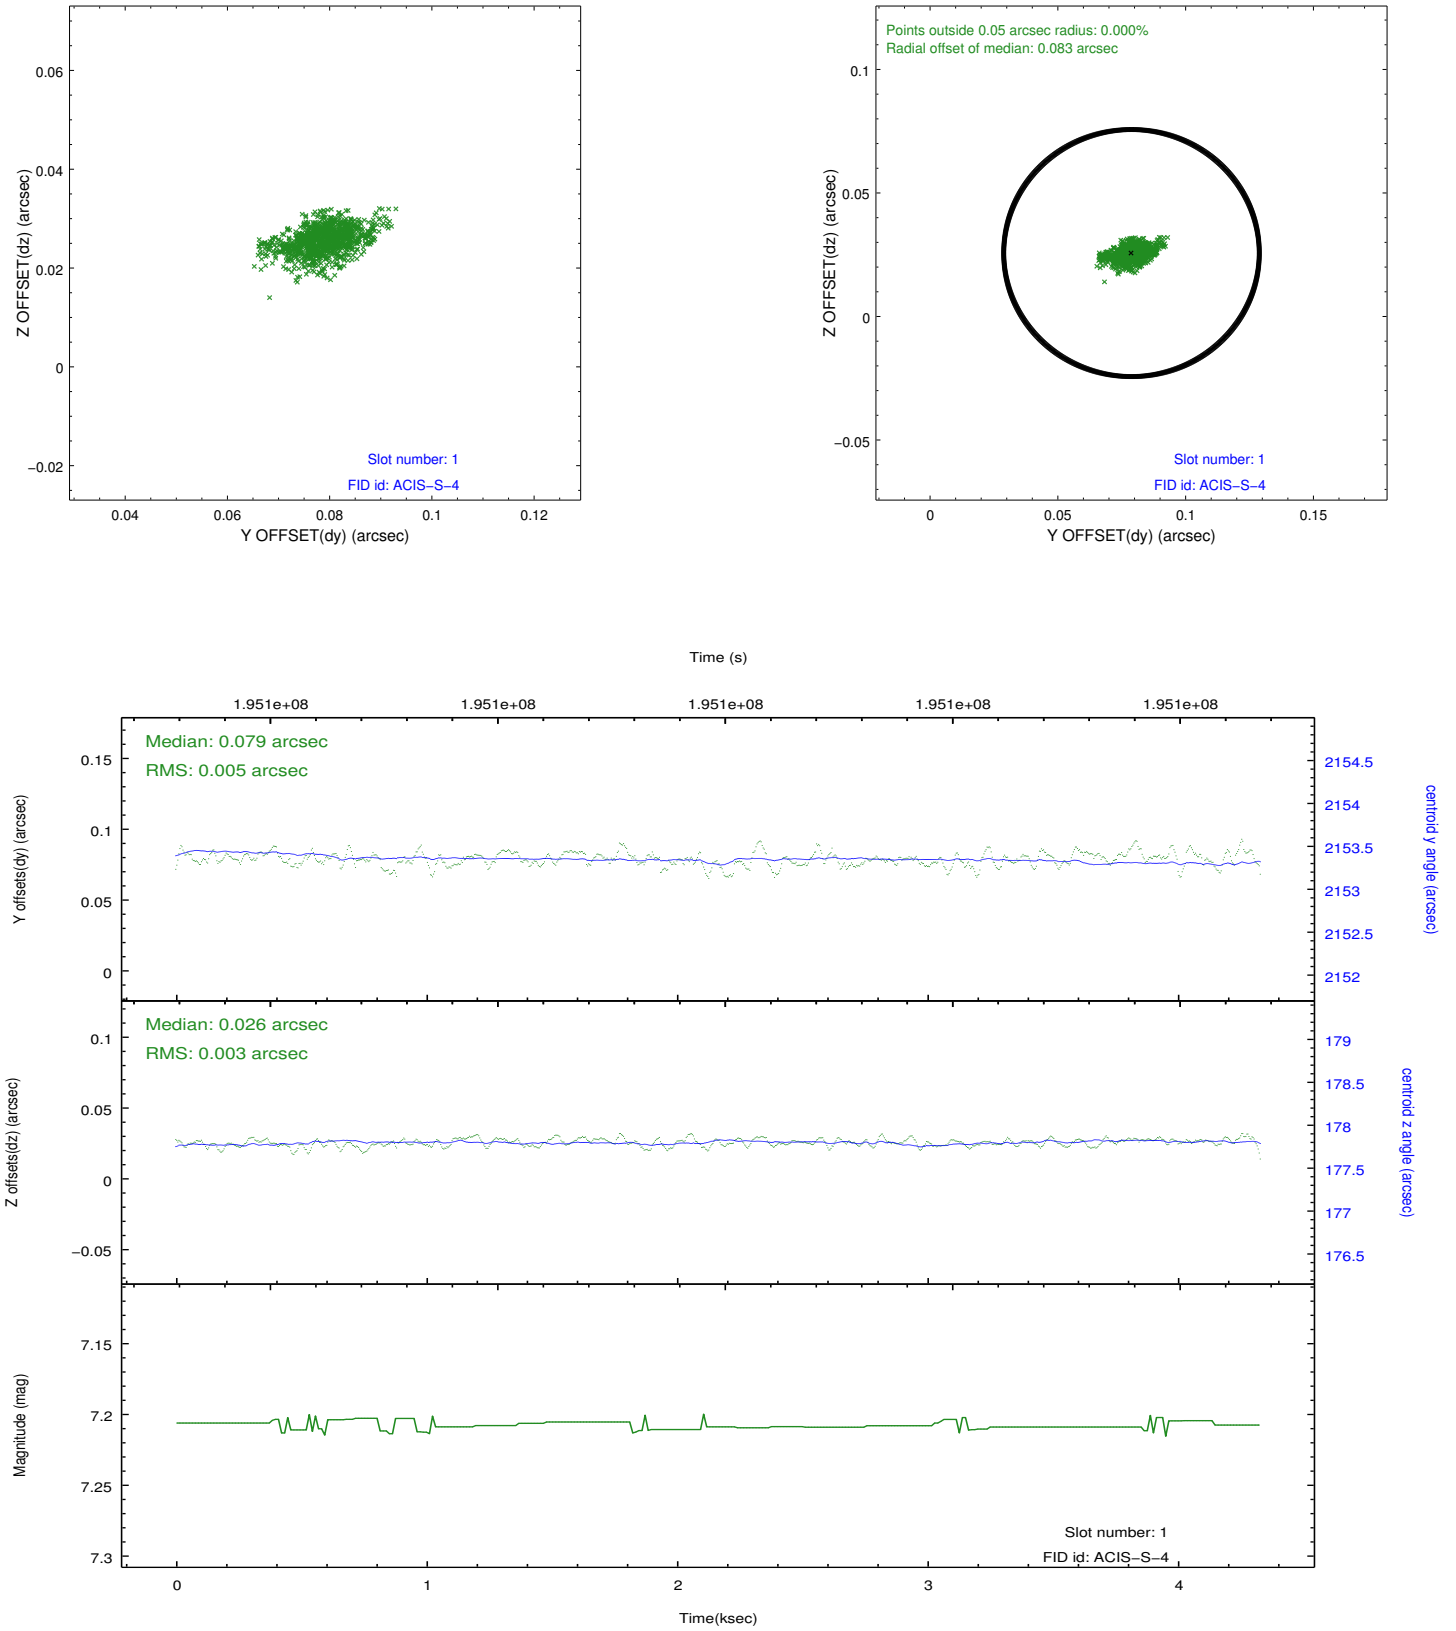 0.06
0.04
0.02
0
−0.02
Z OFFSET(dz) (arcsec)
Slot number: 1
FID id: ACIS−S−4
0.04
0.06
0.08
0.1
0.12
Y OFFSET(dy) (arcsec)
Points outside 0.05 arcsec radius: 0.000%
Radial offset of median: 0.083 arcsec
0.1
0.05
0
−0.05
Z OFFSET(dz) (arcsec)
Slot number: 1
FID id: ACIS−S−4
0
0.05
0.1
0.15
Y OFFSET(dy) (arcsec)
Time (s)
1.951e+08
1.951e+08
1.951e+08
1.951e+08
1.951e+08
Median: 0.079 arcsec
RMS: 0.005 arcsec
0.15
0.1
0.05
0
Y offsets(dy) (arcsec)
2154.5
2154
2153.5
2153
2152.5
2152
centroid y angle (arcsec)
Median: 0.026 arcsec
RMS: 0.003 arcsec
0.1
0.05
0
−0.05
Z offsets(dz) (arcsec)
179
178.5
178
177.5
177
176.5
centroid z angle (arcsec)
7.15
7.2
7.25
7.3
Magnitude (mag)
Slot number: 1
FID id: ACIS−S−4
0
1
2
3
4
Time(ksec)